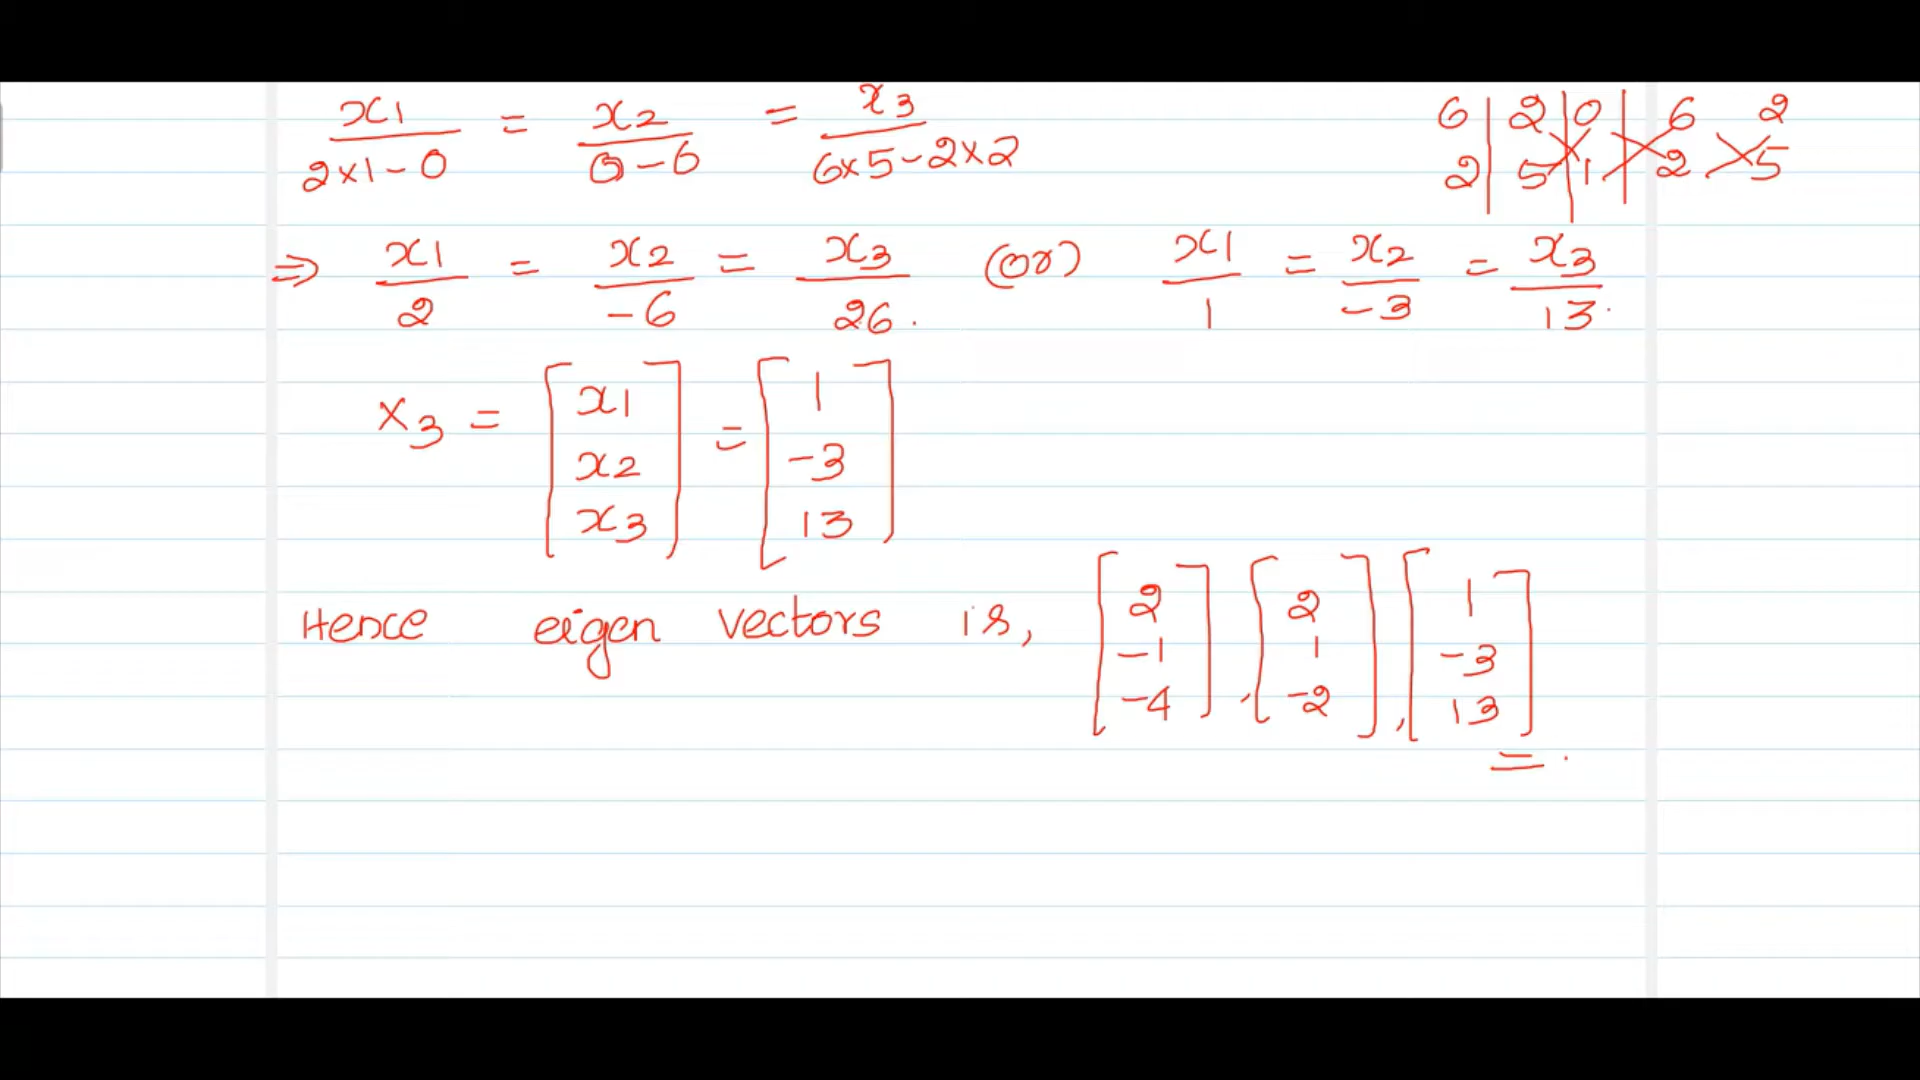 x1/2×1-0 = x2/0-6 = x3/6×5-2×2
6 | 2 | 0 | 6 2
2 | 5 | 1 | 2 5
⇒ x1/2 = x2/-6 = x3/26. (or) x1/1 = x2/-3 = x3/13.
X3 = [x1 x2 x3] = [1 -3 13]
Hence eigen vectors is, [2 -1 -4], [2 1 -2], [1 -3 13]